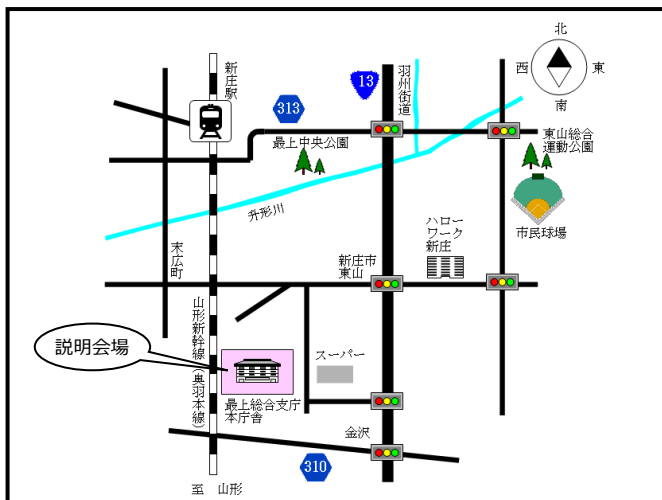 北
西
東
南
新庄駅
313
13
羽州街道
最上中央公園
東山総合
運動公園
市民球場
升形川
末広町
ハロー
ワーク
新庄
新庄市
東山
山形新幹線(奥羽本線)
説明会場
スーパー
最上総合支庁
本庁舎
金沢
310
至 山形